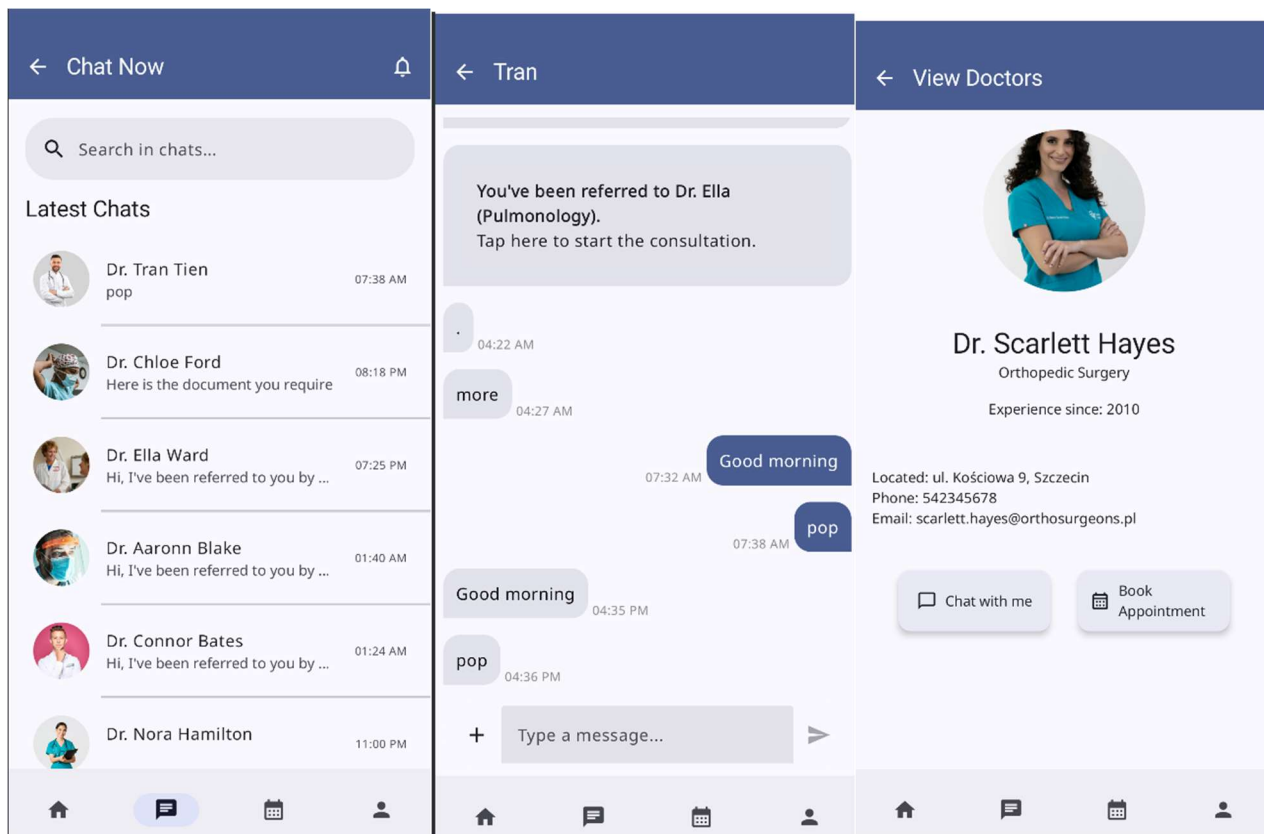 Chat Now
Search in chats...
Latest Chats
Dr. Tran Tien
pop
07:38 AM
Dr. Chloe Ford
Here is the document you require
08:18 PM
Dr. Ella Ward
Hi, I've been referred to you by ...
07:25 PM
Dr. Aaronn Blake
Hi, I've been referred to you by ...
01:40 AM
Dr. Connor Bates
Hi, I've been referred to you by ...
01:24 AM
Dr. Nora Hamilton
11:00 PM
Tran
You've been referred to Dr. Ella
(Pulmonology).
Tap here to start the consultation.
.
04:22 AM
more
04:27 AM
Good morning
07:32 AM
pop
07:38 AM
Good morning
04:35 PM
pop
04:36 PM
Type a message...
View Doctors
Dr. Scarlett Hayes
Orthopedic Surgery
Experience since: 2010
Located: ul. Kościowa 9, Szczecin
Phone: 542345678
Email: scarlett.hayes@orthosurgeons.pl
Chat with me
Book
Appointment